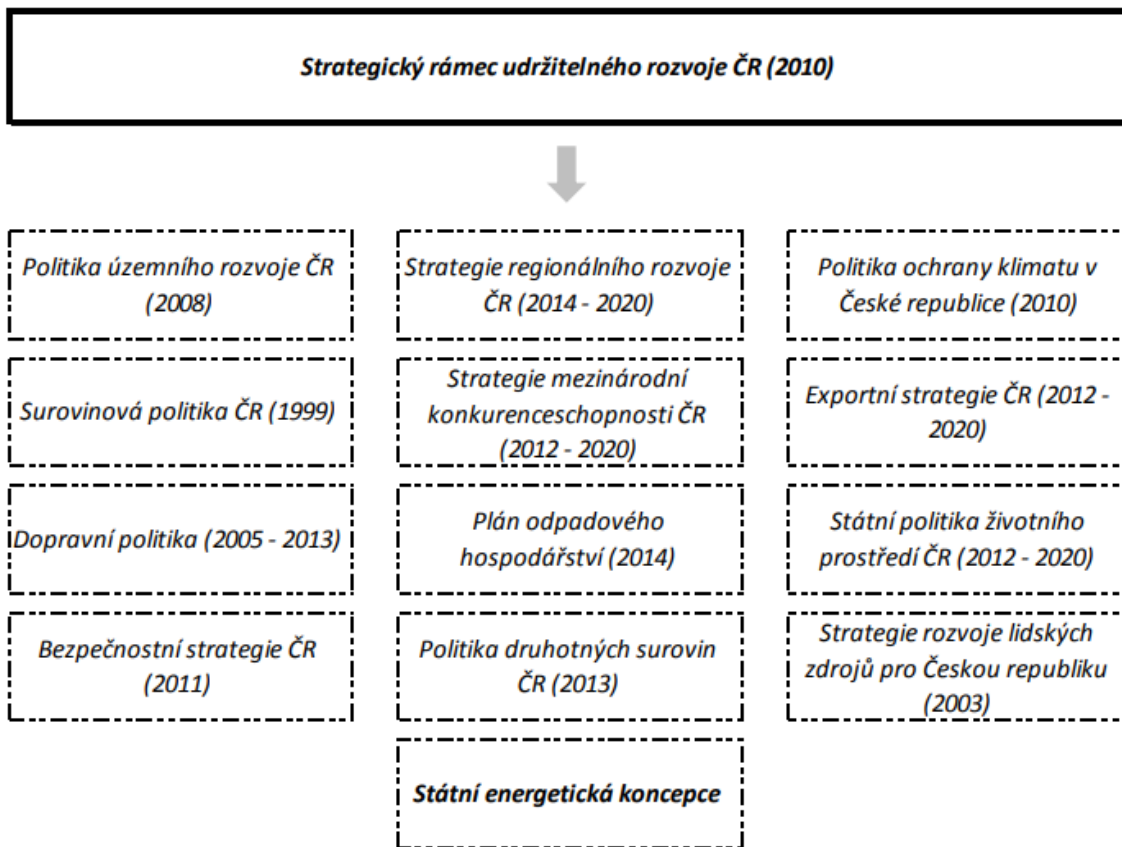 Strategický rámec udržitelného rozvoje ČR (2010)
Politika územního rozvoje ČR
(2008)
Strategie regionálního rozvoje
ČR (2014 - 2020)
Politika ochrany klimatu v
České republice (2010)
Surovinová politika ČR (1999)
Strategie mezinárodní
konkurenceschopnosti ČR
(2012 - 2020)
Exportní strategie ČR (2012 -
2020)
Dopravní politika (2005 - 2013)
Plán odpadového
hospodářství (2014)
Státní politika životního
prostředí ČR (2012 - 2020)
Bezpečnostní strategie ČR
(2011)
Politika druhotných surovin
ČR (2013)
Strategie rozvoje lidských
zdrojů pro Českou republiku
(2003)
Státní energetická koncepce